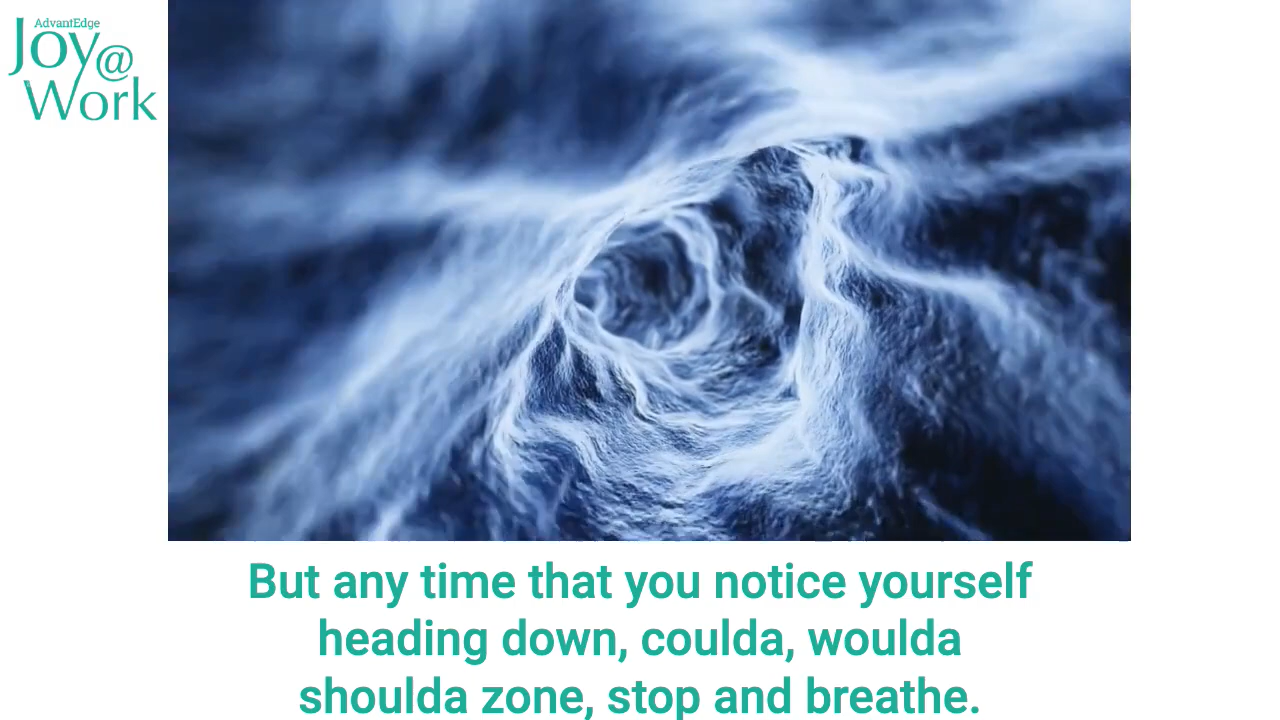 AdvantEdge
Joy@
Work
But any time that you notice yourself
heading down, coulda, woulda
shoulda zone, stop and breathe.